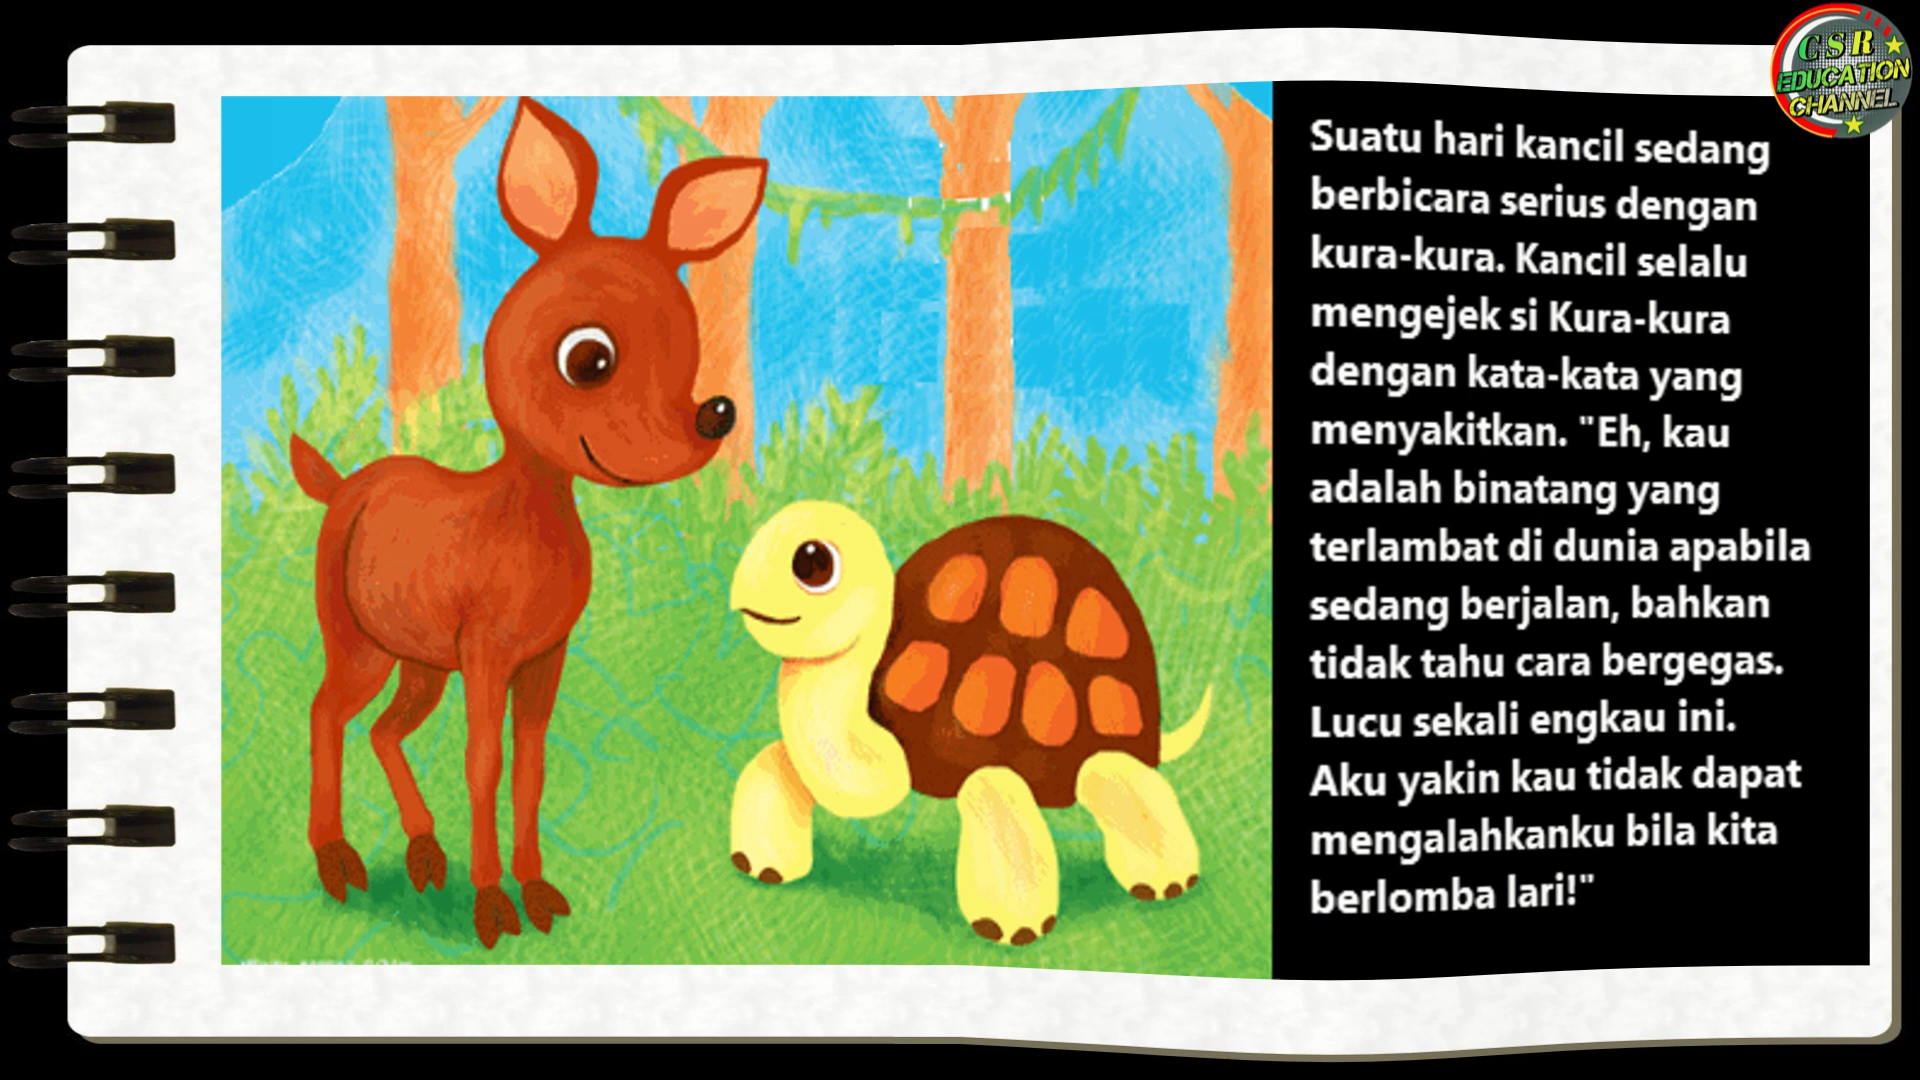 CSR
EDUCATION
CHANNEL
Suatu hari kancil sedang
berbicara serius dengan
kura-kura. Kancil selalu
mengejek si Kura-kura
dengan kata-kata yang
menyakitkan. "Eh, kau
adalah binatang yang
terlambat di dunia apabila
sedang berjalan, bahkan
tidak tahu cara bergegas.
Lucu sekali engkau ini.
Aku yakin kau tidak dapat
mengalahkanku bila kita
berlomba lari!"